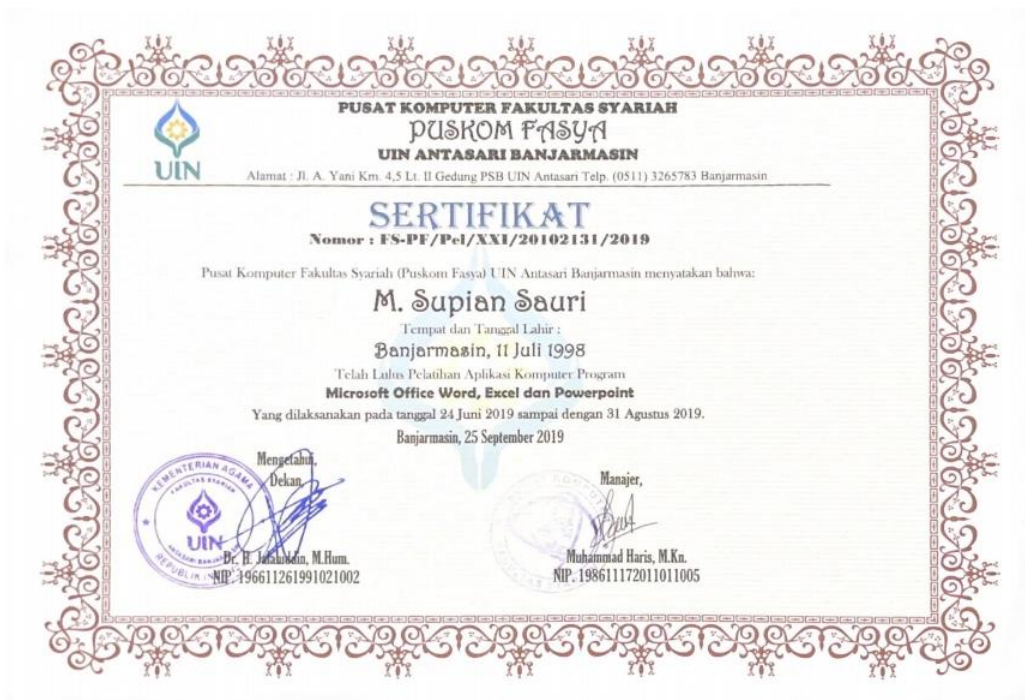 PUSAT KOMPUTER FAKULTAS SYARIAH
PUSKOM FASYA
UIN ANTASARI BANJARMASIN
UIN
Alamat : Jl. A. Yani Km. 4,5 Lt. II Gedung PSB UIN Antasari Telp. (0511) 3265783 Banjarmasin
SERTIFIKAT
Nomor : FS-PF/Pel/XXI/20102131/2019
Pusat Komputer Fakultas Syariah (Puskom Fasya) UIN Antasari Banjarmasin menyatakan bahwa:
M. Supian Sauri
Tempat dan Tanggal Lahir :
Banjarmasin, 11 Juli 1998
Telah Lulus Pelatihan Aplikasi Komputer Program
Microsoft Office Word, Excel dan Powerpoint
Yang dilaksanakan pada tanggal 24 Juni 2019 sampai dengan 31 Agustus 2019.
Banjarmasin, 25 September 2019
Mengetahui,
Dekan,
KEMENTERIAN AGAMA
FAKULTAS SYARIAH
UIN
REPUBLIK
Dr. H. Jalaluddin, M.Hum.
NIP. 196611261991021002
Manajer,
Muhammad Haris, M.Kn.
NIP. 198611172011011005